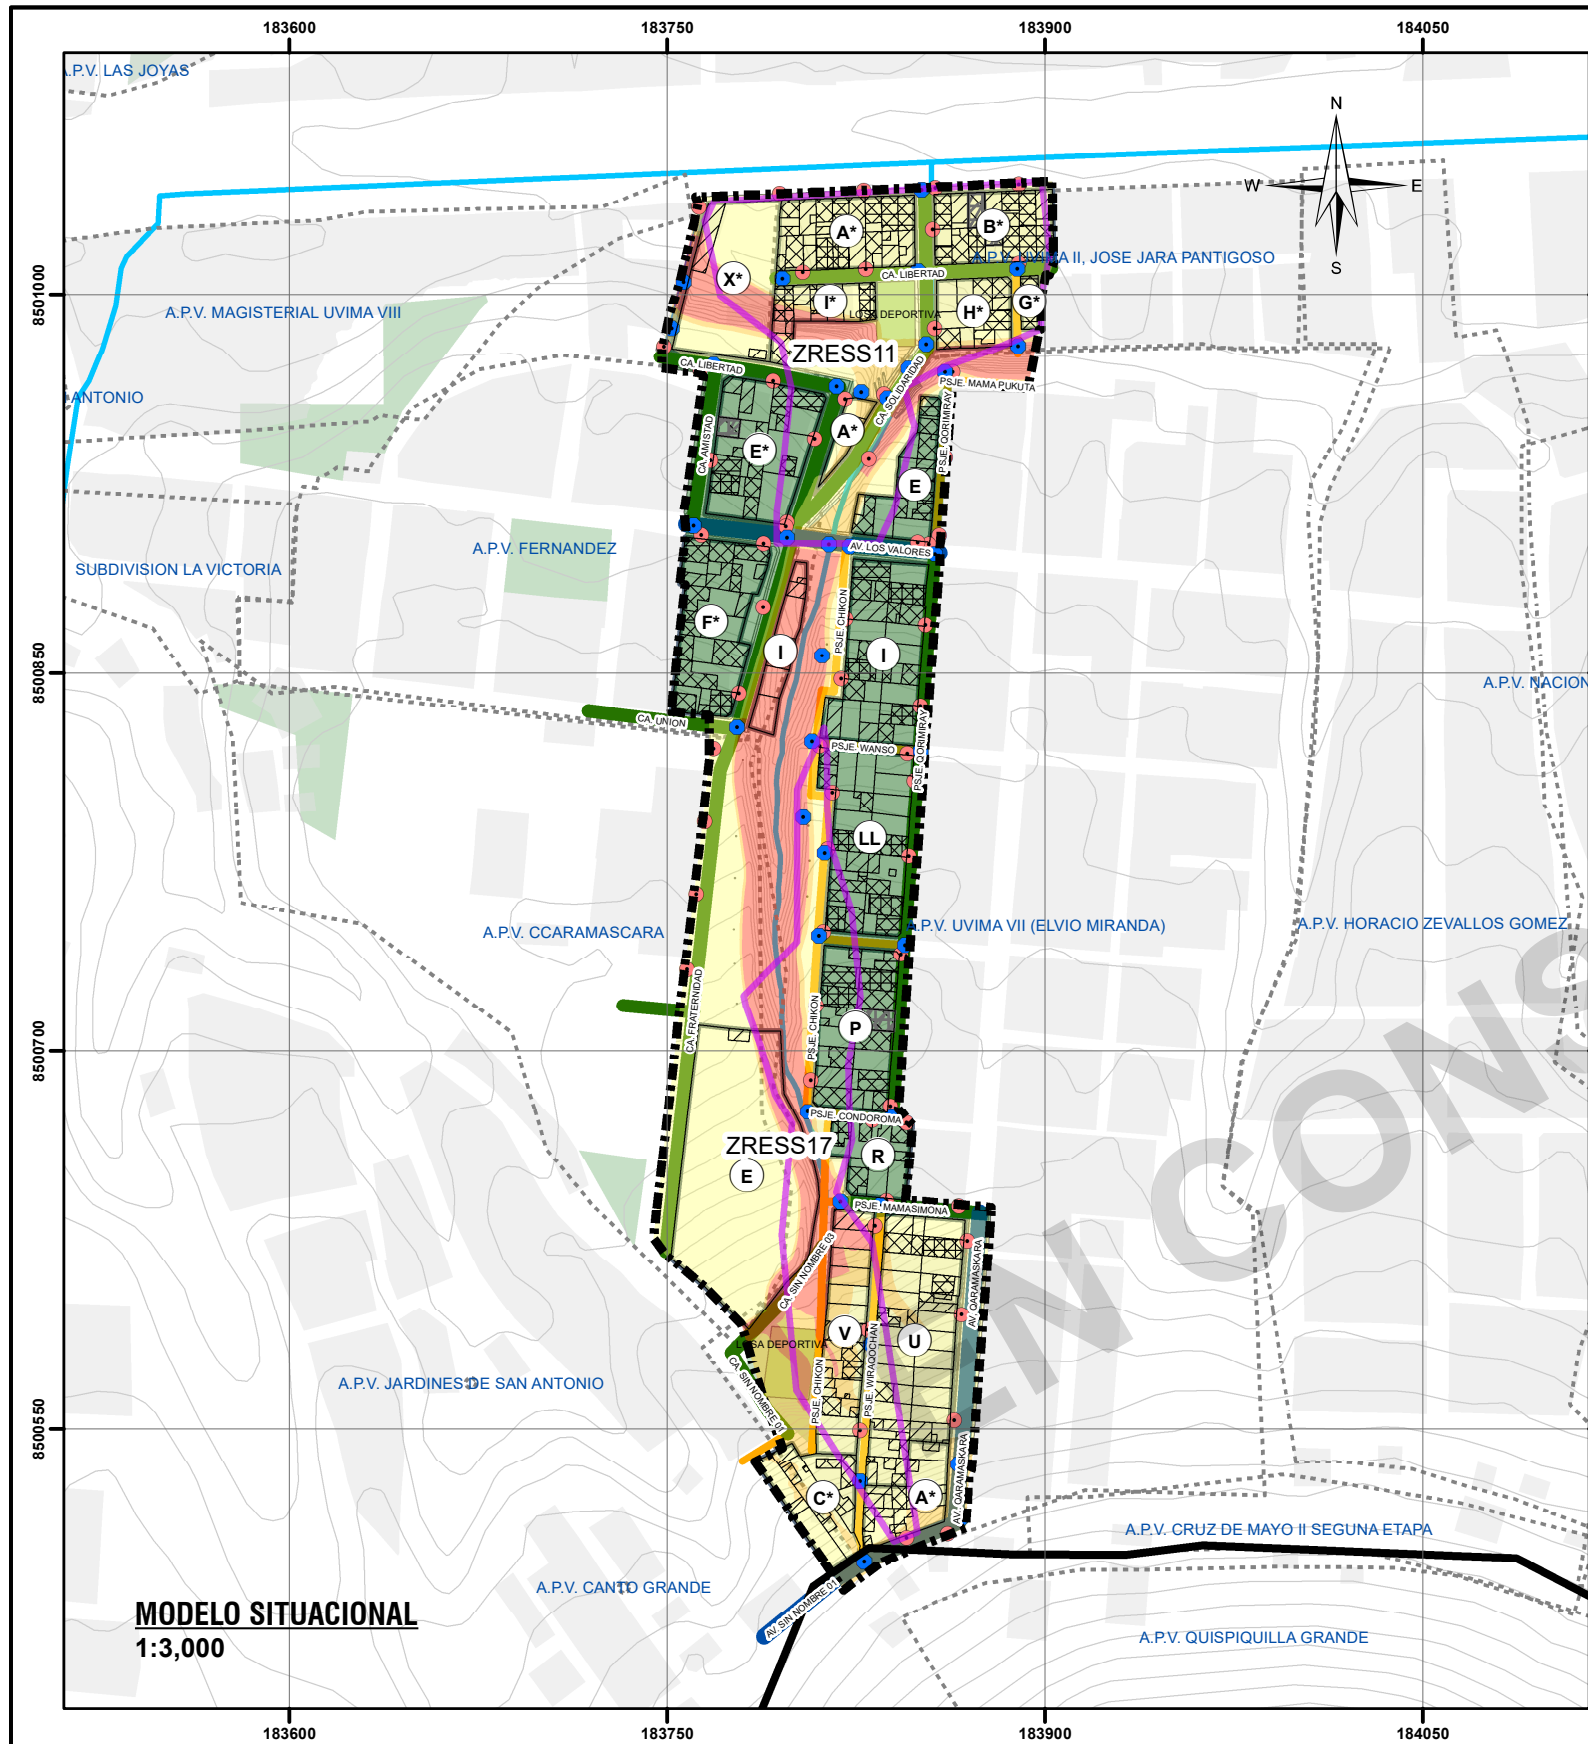 183600
183750
183900
184050
A.P.V. LAS JOYAS
N
W
E
S
A*
B*
A.P.V. UVIMA II, JOSE JARA PANTIGOSO
CA. LIBERTAD
X*
I*
G*
H*
LOSA DEPORTIVA
8501000
A.P.V. MAGISTERIAL UVIMA VIII
ZRESS11
CA. LIBERTAD
CA. SOLIDARIDAD
PSJE. MAMA PUKUTA
ANTONIO
A*
CA. AMISTAD
E*
PSJE. QORIMIRAY
E
A.P.V. FERNANDEZ
AV. LOS VALORES
SUBDIVISION LA VICTORIA
PSJE. CHIKON
F*
I
I
8500850
A.P.V. NACION
CA. UNION
PSJE. WANSO
PSJE. QORIMIRAY
LL
A.P.V. CCARAMASCARA
A.P.V. UVIMA VII (ELVIO MIRANDA)
A.P.V. HORACIO ZEVALLOS GOMEZ
CA. FRATERNIDAD
PSJE. CHIKON
P
8500700
EN CONS
PSJE. CONDOROMA
ZRESS17
R
E
PSJE. MAMASIMONA
CA. SIN NOMBRE 03
AV. QARAMASKARA
V
U
LOSA DEPORTIVA
PSJE. WIRAQOCHAN
PSJE. CHIKON
A.P.V. JARDINES DE SAN ANTONIO
8500550
AV. QARAMASKARA
C*
A*
A.P.V. CRUZ DE MAYO II SEGUNA ETAPA
A.P.V. CANTO GRANDE
AV. SIN NOMBRE 01
MODELO SITUACIONAL
1:3,000
A.P.V. QUISPIQUILLA GRANDE
183600
183750
183900
184050